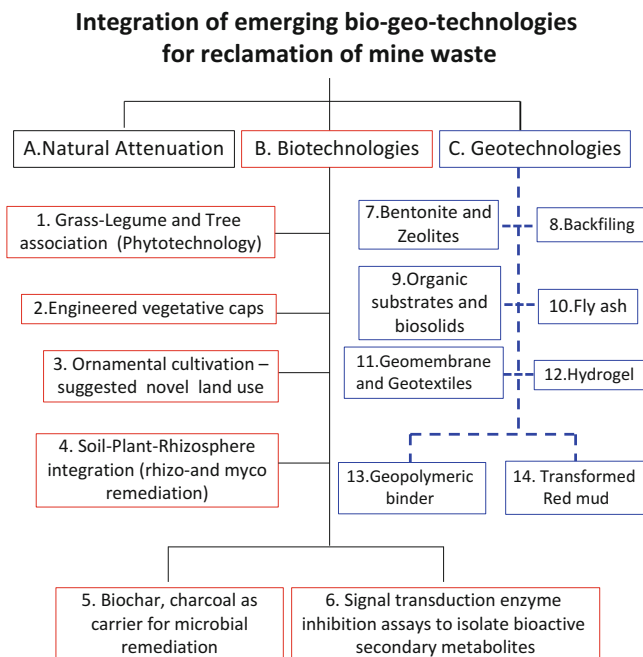 Integration of emerging bio-geo-technologies
for reclamation of mine waste
A.Natural Attenuation
B. Biotechnologies
C. Geotechnologies
1. Grass-Legume and Tree
association (Phytotechnology)
2.Engineered vegetative caps
3. Ornamental cultivation –
suggested novel land use
4. Soil-Plant-Rhizosphere
integration (rhizo-and myco
remediation)
5. Biochar, charcoal as
carrier for microbial
remediation
6. Signal transduction enzyme
inhibition assays to isolate bioactive
secondary metabolites
7.Bentonite and
Zeolites
8.Backfiling
9.Organic
substrates and
biosolids
10.Fly ash
11.Geomembrane
and Geotextiles
12.Hydrogel
13.Geopolymeric
binder
14. Transformed
Red mud